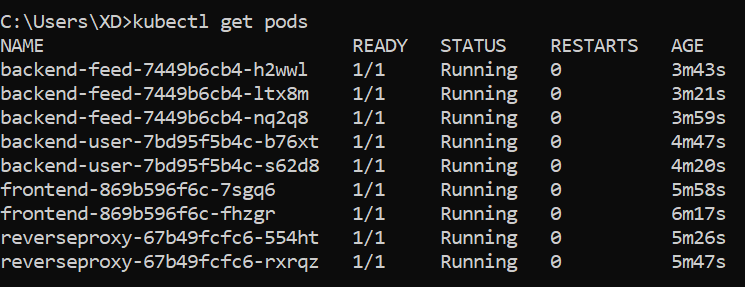 C:\Users\XD>kubectl get pods
NAME READY STATUS RESTARTS AGE
backend-feed-7449b6cb4-h2wwl 1/1 Running 0 3m43s
backend-feed-7449b6cb4-ltx8m 1/1 Running 0 3m21s
backend-feed-7449b6cb4-nq2q8 1/1 Running 0 3m59s
backend-user-7bd95f5b4c-b76xt 1/1 Running 0 4m47s
backend-user-7bd95f5b4c-s62d8 1/1 Running 0 4m20s
frontend-869b596f6c-7sgq6 1/1 Running 0 5m58s
frontend-869b596f6c-fhzgr 1/1 Running 0 6m17s
reverseproxy-67b49fcfc6-554ht 1/1 Running 0 5m26s
reverseproxy-67b49fcfc6-rxrqz 1/1 Running 0 5m47s